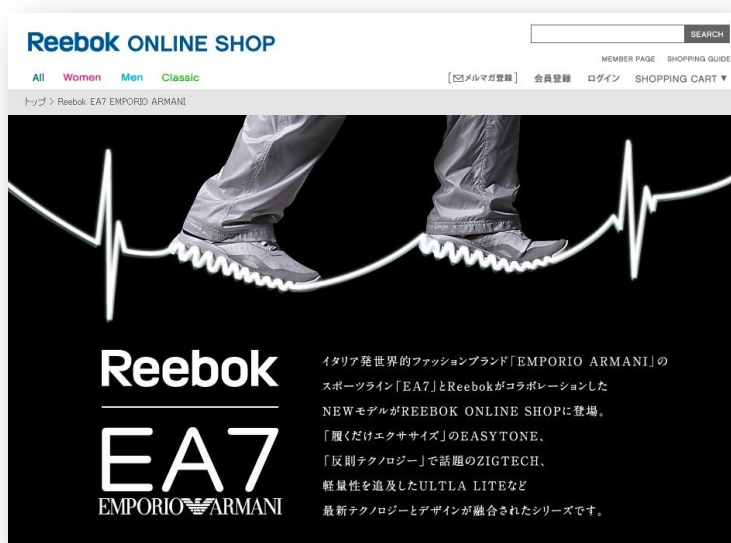 Reebok ONLINE SHOP
SEARCH
MEMBER PAGE SHOPPING GUIDE
All Women Men Classic
[メルマガ登録] 会員登録 ログイン SHOPPING CART ▼
トップ > Reebok EA7 EMPORIO ARMANI
Reebok
EA7
EMPORIO ARMANI
イタリア発世界的ファッションブランド「EMPORIO ARMANI」の
スポーツライン「EA7」とReebokがコラボレーションした
NEWモデルがREEBOK ONLINE SHOPに登場。
「履くだけエクササイズ」のEASYTONE、
「反則テクノロジー」で話題のZIGTECH、
軽量性を追及したULTLA LITEなど
最新テクノロジーとデザインが融合されたシリーズです。